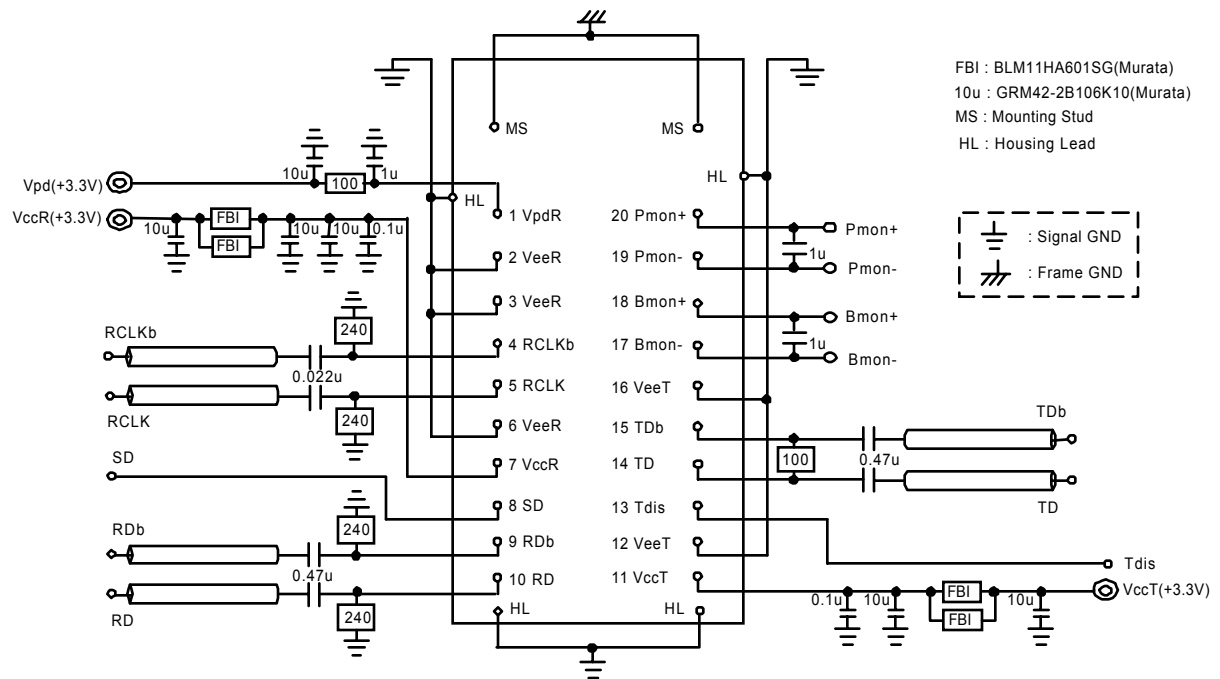 FBI : BLM11HA601SG(Murata)
10u : GRM42-2B106K10(Murata)
MS : Mounting Stud
HL : Housing Lead
MS
MS
Vpd(+3.3V)
10u
100
1u
HL
HL
VccR(+3.3V)
10u
FBI
FBI
10u
10u
0.1u
1 VpdR
2 VeeR
3 VeeR
4 RCLKb
5 RCLK
6 VeeR
7 VccR
8 SD
9 RDb
10 RD
HL
20 Pmon+
19 Pmon-
18 Bmon+
17 Bmon-
16 VeeT
15 TDb
14 TD
13 Tdis
12 VeeT
11 VccT
HL
Pmon+
1u
Pmon-
Bmon+
1u
Bmon-
: Signal GND
: Frame GND
RCLKb
240
0.022u
240
RCLK
SD
RDb
240
0.47u
240
RD
TDb
100
0.47u
TD
Tdis
VccT(+3.3V)
0.1u
10u
FBI
FBI
10u